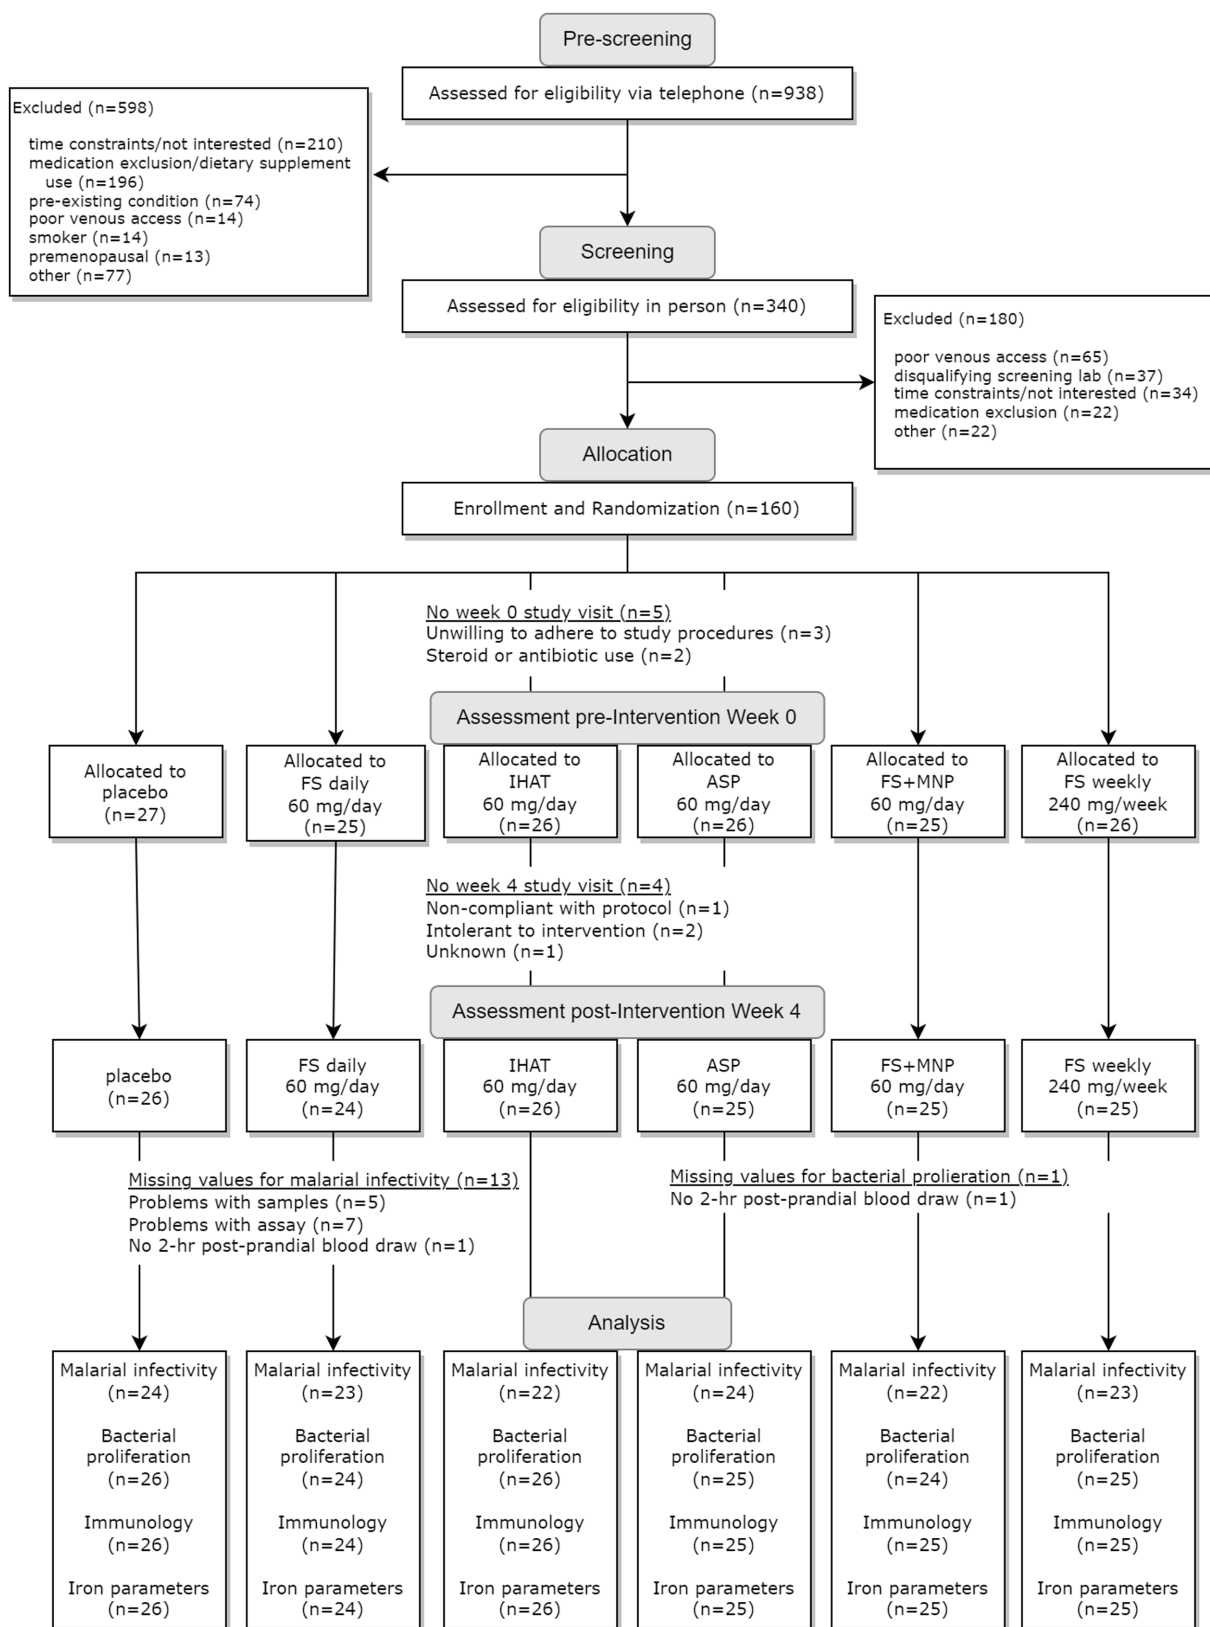 Pre-screening
Assessed for eligibility via telephone (n=938)
Excluded (n=598)
time constraints/not interested (n=210)
medication exclusion/dietary supplement
use (n=196)
pre-existing condition (n=74)
poor venous access (n=14)
smoker (n=14)
premenopausal (n=13)
other (n=77)
Screening
Assessed for eligibility in person (n=340)
Excluded (n=180)
poor venous access (n=65)
disqualifying screening lab (n=37)
time constraints/not interested (n=34)
medication exclusion (n=22)
other (n=22)
Allocation
Enrollment and Randomization (n=160)
No week 0 study visit (n=5)
Unwilling to adhere to study procedures (n=3)
Steroid or antibiotic use (n=2)
Assessment pre-Intervention Week 0
Allocated to
placebo
(n=27)
Allocated to
FS daily
60 mg/day
(n=25)
Allocated to
IHAT
60 mg/day
(n=26)
Allocated to
ASP
60 mg/day
(n=26)
Allocated to
FS+MNP
60 mg/day
(n=25)
Allocated to
FS weekly
240 mg/week
(n=26)
No week 4 study visit (n=4)
Non-compliant with protocol (n=1)
Intolerant to intervention (n=2)
Unknown (n=1)
Assessment post-Intervention Week 4
placebo
(n=26)
FS daily
60 mg/day
(n=24)
IHAT
60 mg/day
(n=26)
ASP
60 mg/day
(n=25)
FS+MNP
60 mg/day
(n=25)
FS weekly
240 mg/week
(n=25)
Missing values for malarial infectivity (n=13)
Problems with samples (n=5)
Problems with assay (n=7)
No 2-hr post-prandial blood draw (n=1)
Missing values for bacterial prolieration (n=1)
No 2-hr post-prandial blood draw (n=1)
Analysis
Malarial infectivity
(n=24)
Bacterial
proliferation
(n=26)
Immunology
(n=26)
Iron parameters
(n=26)
Malarial infectivity
(n=23)
Bacterial
proliferation
(n=24)
Immunology
(n=24)
Iron parameters
(n=24)
Malarial infectivity
(n=22)
Bacterial
proliferation
(n=26)
Immunology
(n=26)
Iron parameters
(n=26)
Malarial infectivity
(n=24)
Bacterial
proliferation
(n=25)
Immunology
(n=25)
Iron parameters
(n=25)
Malarial infectivity
(n=22)
Bacterial
proliferation
(n=24)
Immunology
(n=25)
Iron parameters
(n=25)
Malarial infectivity
(n=23)
Bacterial
proliferation
(n=25)
Immunology
(n=25)
Iron parameters
(n=25)